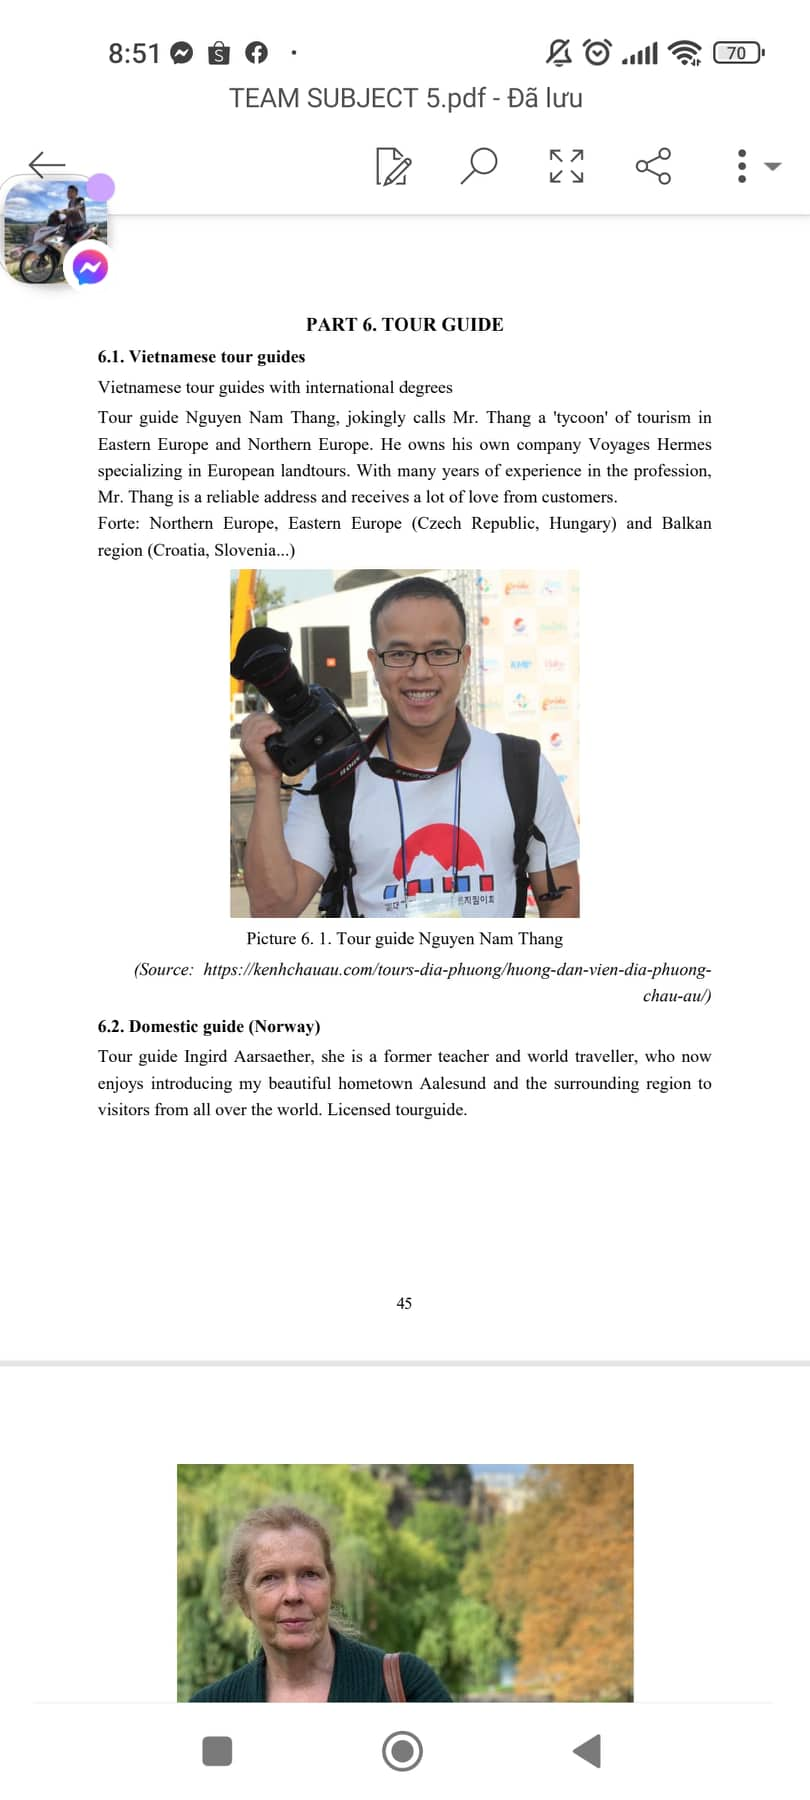 8:51
70
TEAM SUBJECT 5.pdf - Đã lưu
PART 6. TOUR GUIDE
6.1. Vietnamese tour guides
Vietnamese tour guides with international degrees
Tour guide Nguyen Nam Thang, jokingly calls Mr. Thang a 'tycoon' of tourism in
Eastern Europe and Northern Europe. He owns his own company Voyages Hermes
specializing in European landtours. With many years of experience in the profession,
Mr. Thang is a reliable address and receives a lot of love from customers.
Forte: Northern Europe, Eastern Europe (Czech Republic, Hungary) and Balkan
region (Croatia, Slovenia...)
Picture 6. 1. Tour guide Nguyen Nam Thang
(Source: https://kenhchauau.com/tours-dia-phuong/huong-dan-vien-dia-phuong-
chau-au/)
6.2. Domestic guide (Norway)
Tour guide Ingird Aarsaether, she is a former teacher and world traveller, who now
enjoys introducing my beautiful hometown Aalesund and the surrounding region to
visitors from all over the world. Licensed tourguide.
45